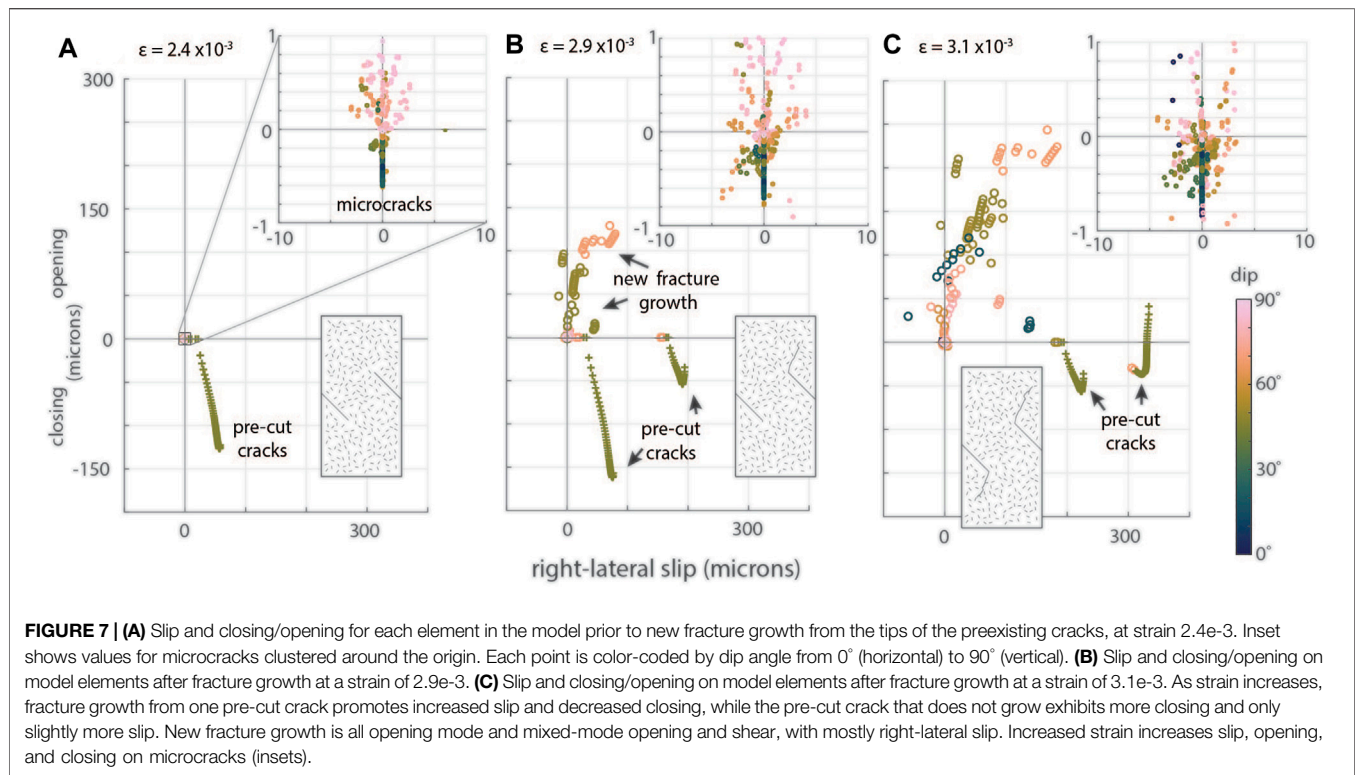 A
ε = 2.4 x10⁻³
1
0
-1
-10
0
10
microcracks
300
150
0
-150
closing (microns) opening
pre-cut
cracks
0
300
B
ε = 2.9 x10⁻³
1
0
-1
-10
0
10
new fracture
growth
pre-cut
cracks
0
300
right-lateral slip (microns)
C
ε = 3.1 x10⁻³
1
0
-1
-10
0
10
pre-cut
cracks
0
300
dip
90°
60°
30°
0°
FIGURE 7 | (A) Slip and closing/opening for each element in the model prior to new fracture growth from the tips of the preexisting cracks, at strain 2.4e-3. Inset
shows values for microcracks clustered around the origin. Each point is color-coded by dip angle from 0° (horizontal) to 90° (vertical). (B) Slip and closing/opening on
model elements after fracture growth at a strain of 2.9e-3. (C) Slip and closing/opening on model elements after fracture growth at a strain of 3.1e-3. As strain increases,
fracture growth from one pre-cut crack promotes increased slip and decreased closing, while the pre-cut crack that does not grow exhibits more closing and only
slightly more slip. New fracture growth is all opening mode and mixed-mode opening and shear, with mostly right-lateral slip. Increased strain increases slip, opening,
and closing on microcracks (insets).